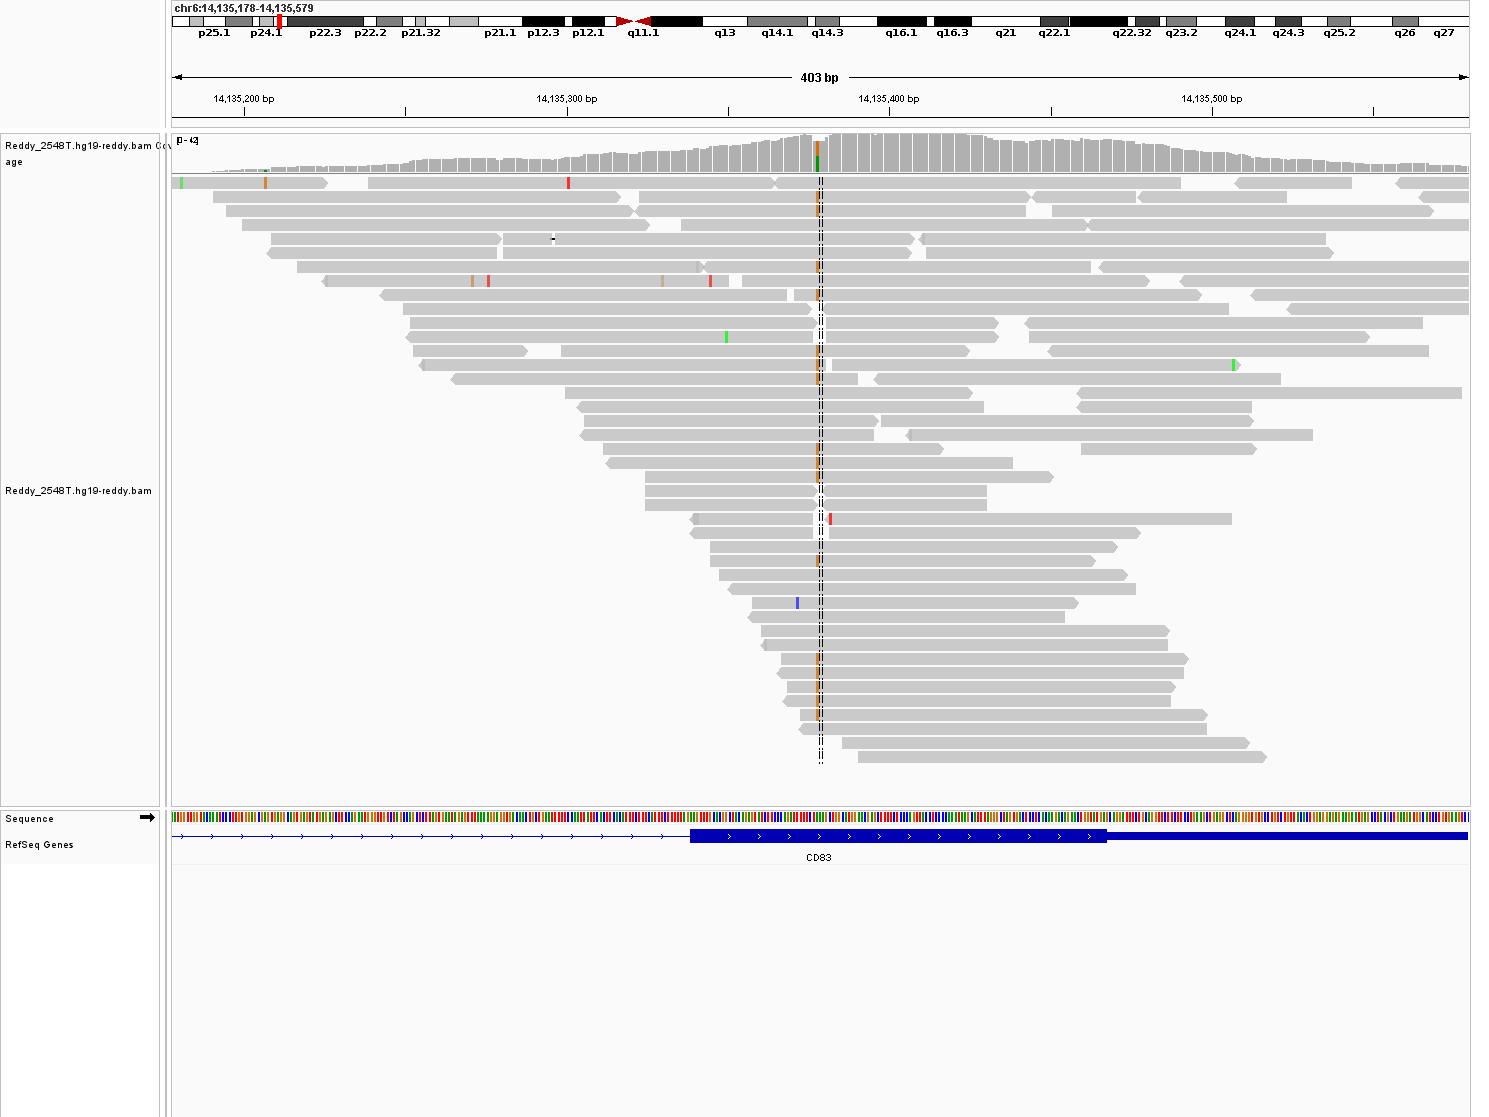 chr6:14,135,178-14,135,579
p25.1 p24.1 p22.3 p22.2 p21.32 p21.1 p12.3 p12.1 q11.1 q13 q14.1 q14.3 q16.1 q16.3 q21 q22.1 q22.32 q23.2 q24.1 q24.3 q25.2 q26 q27
403 bp
14,135,200 bp 14,135,300 bp 14,135,400 bp 14,135,500 bp
[0 - 42]
Reddy_2548T.hg19-reddy.bam Cov
age
Reddy_2548T.hg19-reddy.bam
Sequence
RefSeq Genes
CD83